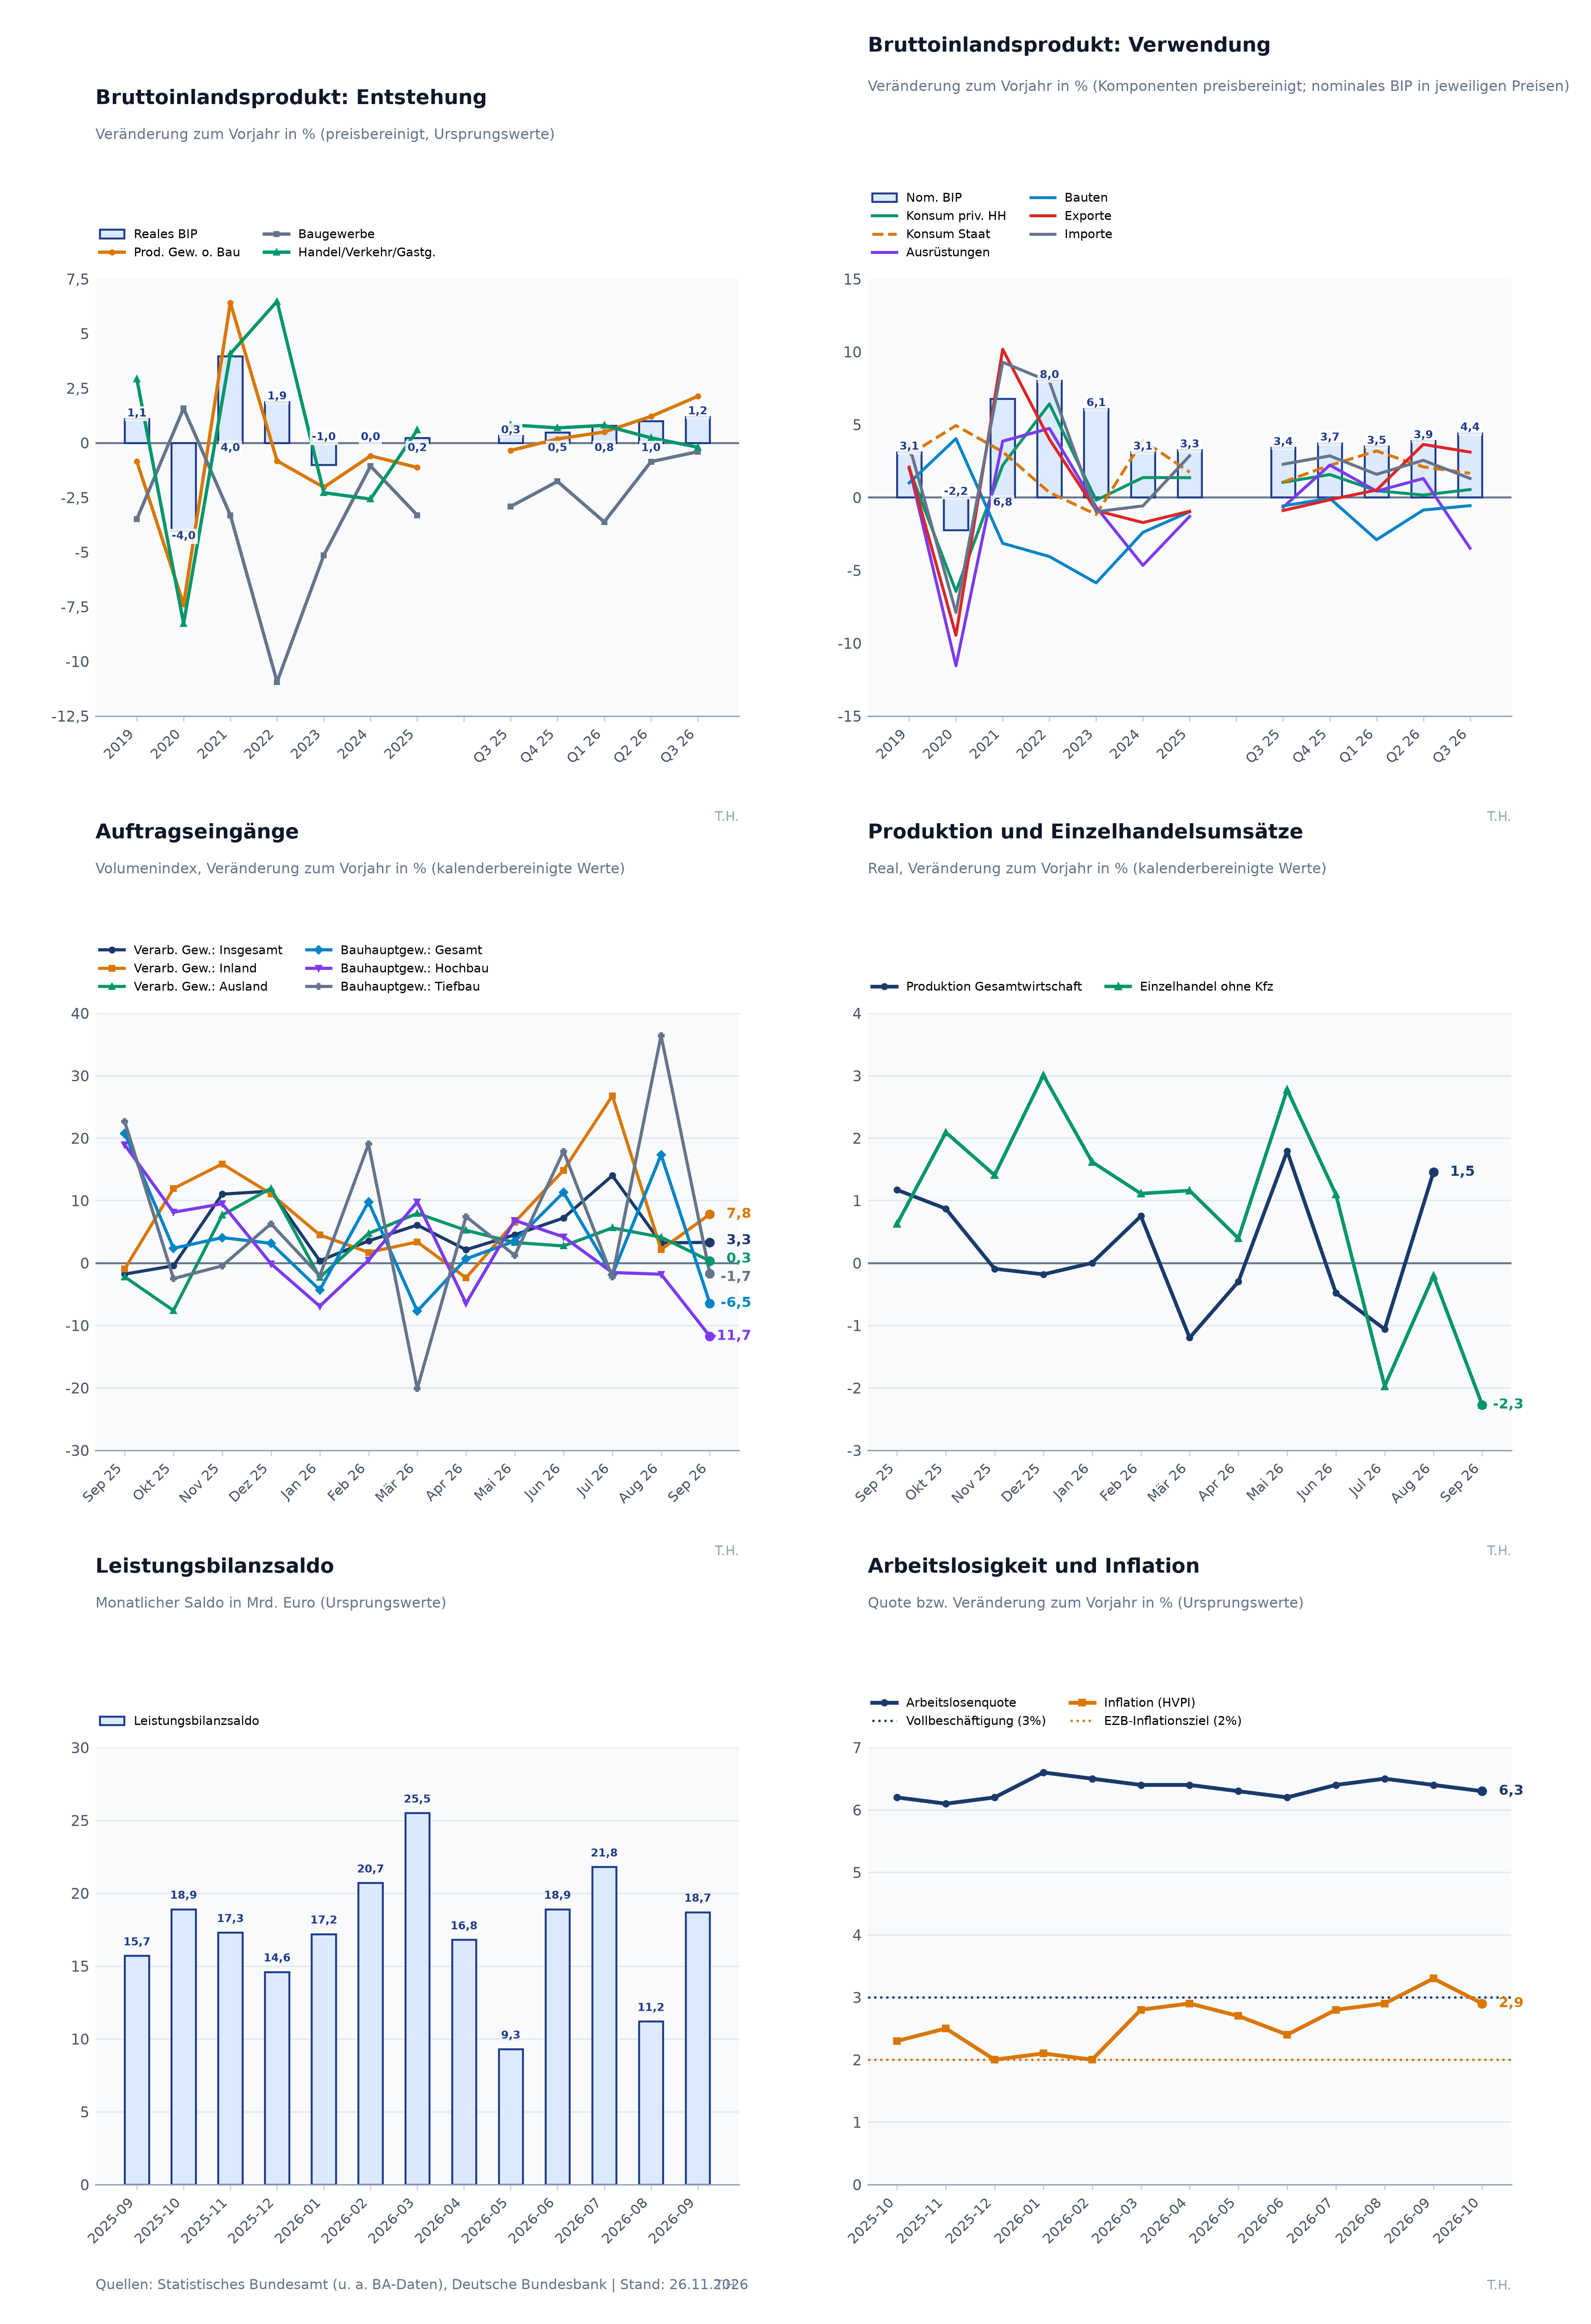 Bruttoinlandsprodukt: Entstehung
Veränderung zum Vorjahr in % (preisbereinigt, Ursprungswerte)
Reales BIP
Prod. Gew. o. Bau
Baugewerbe
Handel/Verkehr/Gastg.
7,5
5
2,5
0
-2,5
-5
-7,5
-10
-12,5
1,1
-4,0
4,0
1,9
-1,0
0,0
0,2
0,3
0,5
0,8
1,0
1,2
2019
2020
2021
2022
2023
2024
2025
Q3 25
Q4 25
Q1 26
Q2 26
Q3 26
T.H.
Bruttoinlandsprodukt: Verwendung
Veränderung zum Vorjahr in % (Komponenten preisbereinigt; nominales BIP in jeweiligen Preisen)
Nom. BIP
Konsum priv. HH
Konsum Staat
Ausrüstungen
Bauten
Exporte
Importe
15
10
5
0
-5
-10
-15
3,1
-2,2
6,8
8,0
6,1
3,1
3,3
3,4
3,7
3,5
3,9
4,4
2019
2020
2021
2022
2023
2024
2025
Q3 25
Q4 25
Q1 26
Q2 26
Q3 26
T.H.
Auftragseingänge
Volumenindex, Veränderung zum Vorjahr in % (kalenderbereinigte Werte)
Verarb. Gew.: Insgesamt
Verarb. Gew.: Inland
Verarb. Gew.: Ausland
Bauhauptgew.: Gesamt
Bauhauptgew.: Hochbau
Bauhauptgew.: Tiefbau
40
30
20
10
0
-10
-20
-30
7,8
3,3
0,3
-1,7
-6,5
-11,7
Sep 25
Okt 25
Nov 25
Dez 25
Jan 26
Feb 26
Mär 26
Apr 26
Mai 26
Jun 26
Jul 26
Aug 26
Sep 26
T.H.
Produktion und Einzelhandelsumsätze
Real, Veränderung zum Vorjahr in % (kalenderbereinigte Werte)
Produktion Gesamtwirtschaft
Einzelhandel ohne Kfz
4
3
2
1
0
-1
-2
-3
1,5
-2,3
Sep 25
Okt 25
Nov 25
Dez 25
Jan 26
Feb 26
Mär 26
Apr 26
Mai 26
Jun 26
Jul 26
Aug 26
Sep 26
T.H.
Leistungsbilanzsaldo
Monatlicher Saldo in Mrd. Euro (Ursprungswerte)
Leistungsbilanzsaldo
30
25
20
15
10
5
0
15,7
18,9
17,3
14,6
17,2
20,7
25,5
16,8
9,3
18,9
21,8
11,2
18,7
2025-09
2025-10
2025-11
2025-12
2026-01
2026-02
2026-03
2026-04
2026-05
2026-06
2026-07
2026-08
2026-09
Quellen: Statistisches Bundesamt (u. a. BA-Daten), Deutsche Bundesbank | Stand: 26.11.2026
T.H.
Arbeitslosigkeit und Inflation
Quote bzw. Veränderung zum Vorjahr in % (Ursprungswerte)
Arbeitslosenquote
Vollbeschäftigung (3%)
Inflation (HVPI)
EZB-Inflationsziel (2%)
7
6
5
4
3
2
1
0
6,3
2,9
2025-10
2025-11
2025-12
2026-01
2026-02
2026-03
2026-04
2026-05
2026-06
2026-07
2026-08
2026-09
2026-10
T.H.